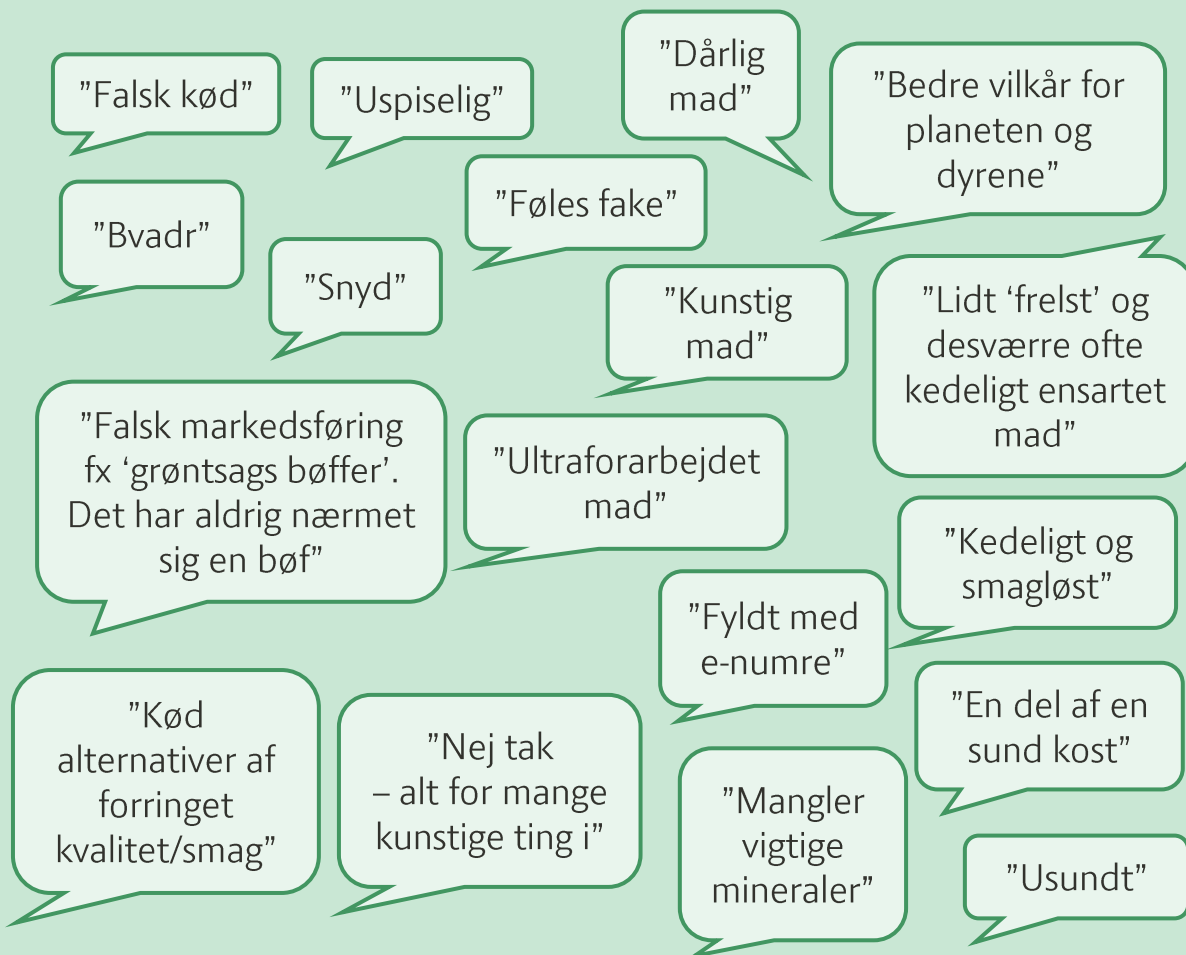 ”Falsk kød”
”Uspiselig”
”Dårlig
mad”
”Bedre vilkår for
planeten og
dyrene”
”Bvadr”
”Føles fake”
”Snyd”
”Kunstig
mad”
”Lidt ‘frelst’ og
desværre ofte
kedeligt ensartet
mad”
”Falsk markedsføring
fx ‘grøntsags bøffer’.
Det har aldrig nærmet
sig en bøf”
”Ultraforarbejdet
mad”
”Kedeligt og
smagløst”
”Fyldt med
e-numre”
”Kød
alternativer af
forringet
kvalitet/smag”
”Nej tak
– alt for mange
kunstige ting i”
”En del af en
sund kost”
”Mangler
vigtige
mineraler”
”Usundt”